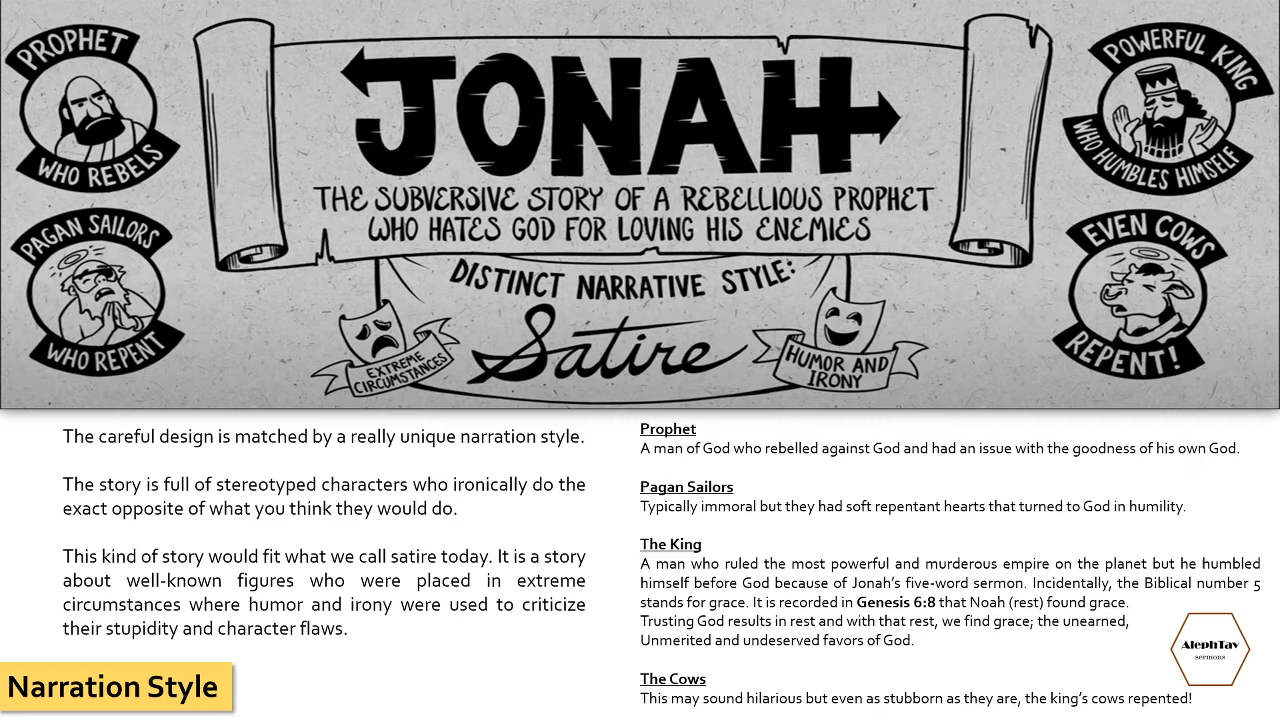 PROPHET
WHO REBELS
PAGAN SAILORS
WHO REPENT
JONAH
THE SUBVERSIVE STORY OF A REBELLIOUS PROPHET
WHO HATES GOD FOR LOVING HIS ENEMIES
DISTINCT NARRATIVE STYLE:
Satire
EXTREME
CIRCUMSTANCES
HUMOR AND
IRONY
POWERFUL KING
WHO HUMBLES HIMSELF
EVEN COWS
REPENT!
The careful design is matched by a really unique narration style.
The story is full of stereotyped characters who ironically do the
exact opposite of what you think they would do.
This kind of story would fit what we call satire today. It is a story
about well-known figures who were placed in extreme
circumstances where humor and irony were used to criticize
their stupidity and character flaws.
Narration Style
Prophet
A man of God who rebelled against God and had an issue with the goodness of his own God.
Pagan Sailors
Typically immoral but they had soft repentant hearts that turned to God in humility.
The King
A man who ruled the most powerful and murderous empire on the planet but he humbled
himself before God because of Jonah's five-word sermon. Incidentally, the Biblical number 5
stands for grace. It is recorded in Genesis 6:8 that Noah (rest) found grace.
Trusting God results in rest and with that rest, we find grace; the unearned,
Unmerited and undeserved favors of God.
The Cows
This may sound hilarious but even as stubborn as they are, the king's cows repented!
AlephTav
sermons